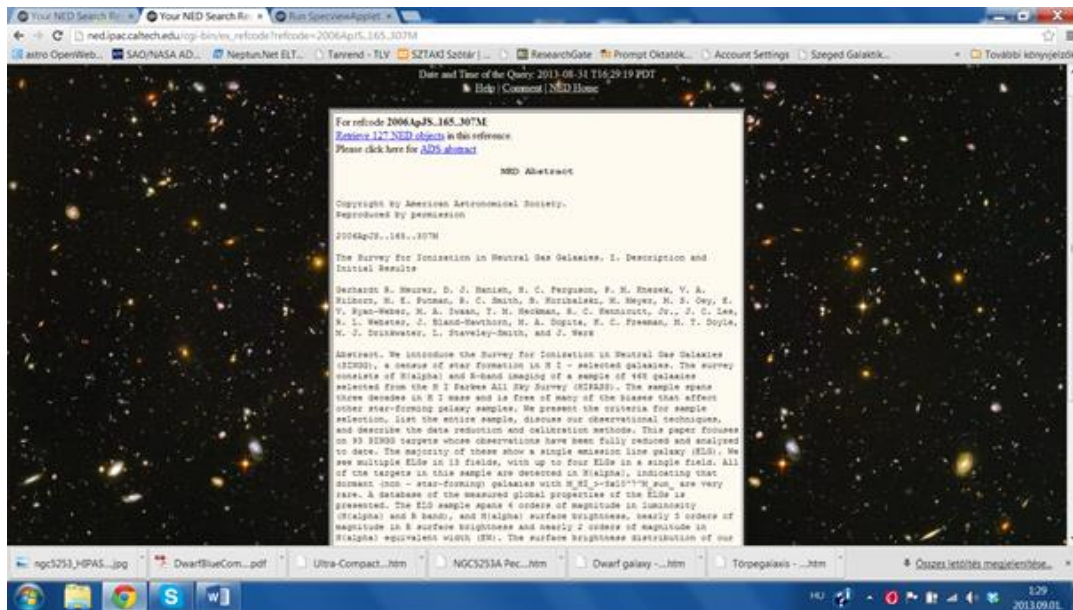 Your NED Search Re
Your NED Search Re
Run SpecviewApplet
ned.ipac.caltech.edu/cgi-bin/ex_refcode?refcode=2006ApJS..165..307M
astro OpenWeb...
SAO/NASA AD...
Neptun.Net ELT...
Tanrend - TLV
SZTAKI Szótár | ...
ResearchGate
Prompt Oktatók...
Account Settings
Szeged Galaktik...
További könyvjelzők
Date and Time of the Query: 2013-08-31 T16:29:19 PDT
Help | Comment | NED Home
For refcode 2006ApJS..165..307M:
Retrieve 127 NED objects in this reference.
Please click here for ADS abstract
NED Abstract
Copyright by American Astronomical Society.
Reproduced by permission
2006ApJS..165..307M
The Survey for Ionization in Neutral Gas Galaxies. I. Description and
Initial Results
Gerhardt R. Meurer, D. J. Hanish, H. C. Ferguson, P. M. Knezek, V. A.
Kilborn, M. E. Putman, R. C. Smith, B. Koribalski, M. Meyer, M. S. Oey, E.
V. Ryan-Weber, M. A. Zwaan, T. M. Heckman, R. C. Kennicutt, Jr., J. C. Lee,
R. L. Webster, J. Bland-Hawthorn, M. A. Dopita, K. C. Freeman, M. T. Doyle,
M. J. Drinkwater, L. Staveley-Smith, and J. Werk
Abstract. We introduce the Survey for Ionization in Neutral Gas Galaxies
(SINGG), a census of star formation in H I - selected galaxies. The survey
consists of H(alpha) and R-band imaging of a sample of 468 galaxies
selected from the H I Parkes All Sky Survey (HIPASS). The sample spans
three decades in H I mass and is free of many of the biases that affect
other star-forming galaxy samples. We present the criteria for sample
selection, list the entire sample, discuss our observational techniques,
and describe the data reduction and calibration methods. This paper focuses
on 93 SINGG targets whose observations have been fully reduced and analyzed
to date. The majority of these show a single emission line galaxy (ELG). We
see multiple ELGs in 13 fields, with up to four ELGs in a single field. All
of the targets in this sample are detected in H(alpha), indicating that
dormant (non - star-forming) galaxies with M_HI_>~3x10^7^M_sun_ are very
rare. A database of the measured global properties of the ELGs is
presented. The ELG sample spans 4 orders of magnitude in luminosity
(H(alpha) and R band), and H(alpha) surface brightness, nearly 3 orders of
magnitude in R surface brightness and nearly 2 orders of magnitude in
H(alpha) equivalent width (EW). The surface brightness distribution of our
ngc5253_HIPAS....jpg
DwarfBlueCom....pdf
Ultra-Compact....htm
NGC5253A Pec....htm
Dwarf galaxy -....htm
Törpegalaxis - ....htm
Összes letöltés megjelenítése...
HU
1:29
2013.09.01.